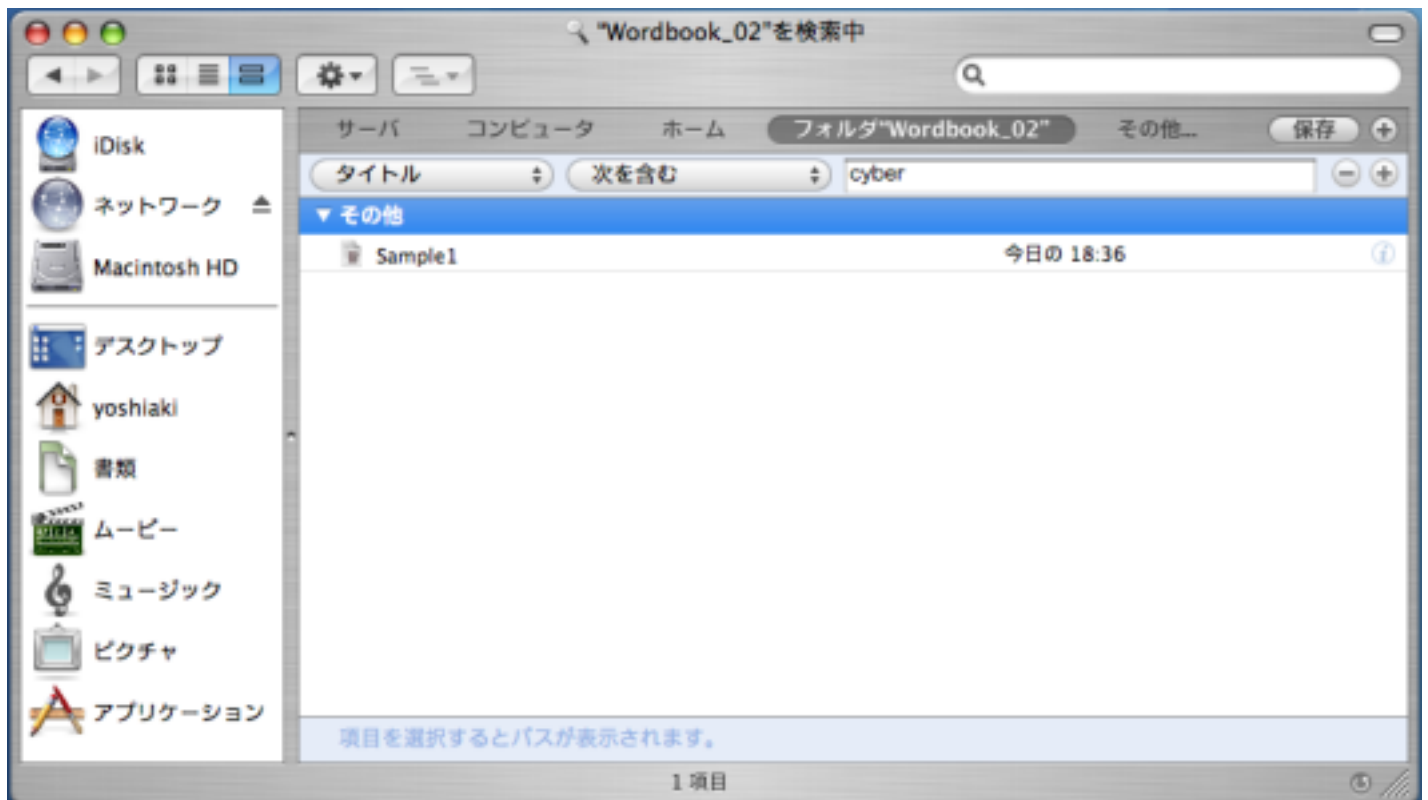 "Wordbook_02"を検索中
サーバ コンピュータ ホーム フォルダ"Wordbook_02" その他... 保存
タイトル 次を含む cyber
その他
Sample1 今日の 18:36
iDisk
ネットワーク
Macintosh HD
デスクトップ
yoshiaki
書類
ムービー
ミュージック
ピクチャ
アプリケーション
項目を選択するとパスが表示されます。
1 項目